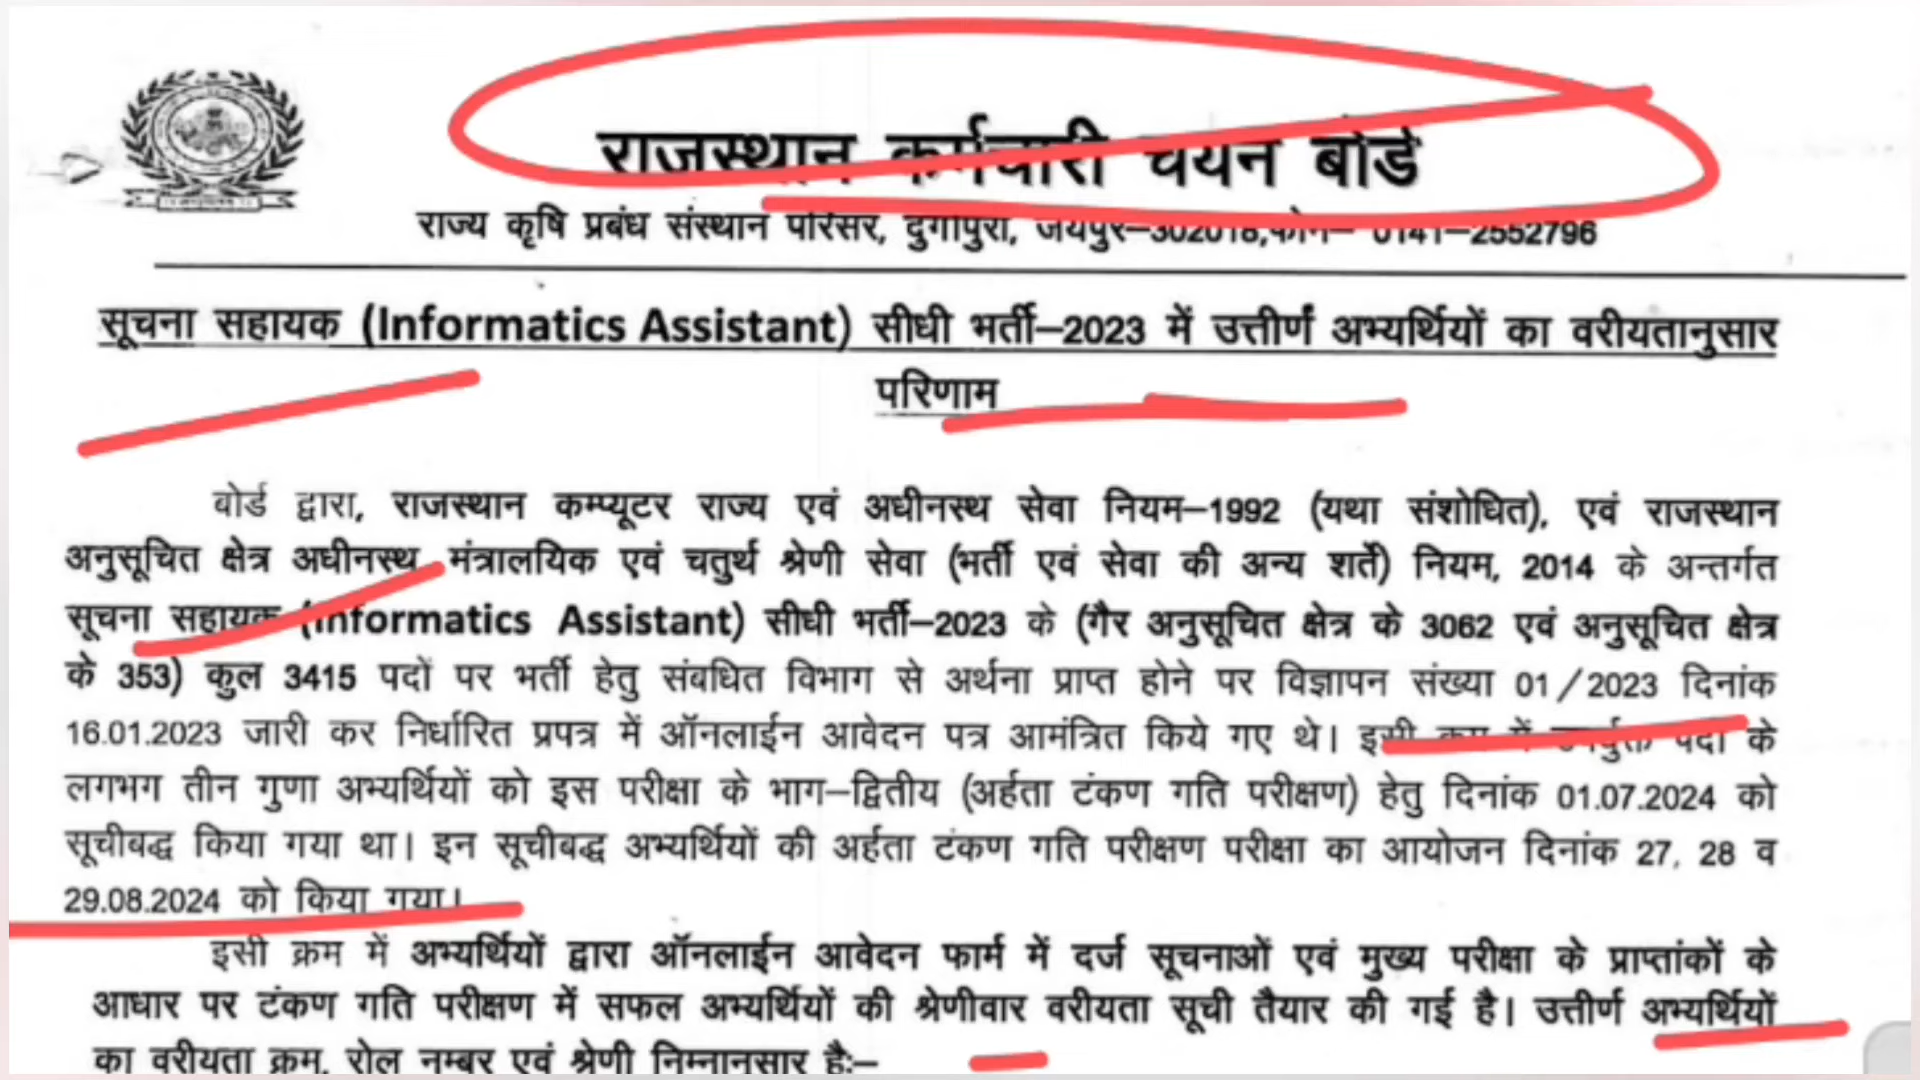 राजस्थान कर्मचारी चयन बोर्ड
राज्य कृषि प्रबंध संस्थान परिसर, दुर्गापुरा, जयपुर–302018,फोन– 0141–2552796
सूचना सहायक (Informatics Assistant) सीधी भर्ती–2023 में उत्तीर्ण अभ्यर्थियों का वरीयतानुसार
परिणाम
बोर्ड द्वारा, राजस्थान कम्प्यूटर राज्य एवं अधीनस्थ सेवा नियम–1992 (यथा संशोधित), एवं राजस्थान
अनुसूचित क्षेत्र अधीनस्थ, मंत्रालयिक एवं चतुर्थ श्रेणी सेवा (भर्ती एवं सेवा की अन्य शर्ते) नियम, 2014 के अन्तर्गत
सूचना सहायक (Informatics Assistant) सीधी भर्ती–2023 के (गैर अनुसूचित क्षेत्र के 3062 एवं अनुसूचित क्षेत्र
के 353) कुल 3415 पदों पर भर्ती हेतु संबधित विभाग से अर्थना प्राप्त होने पर विज्ञापन संख्या 01/2023 दिनांक
16.01.2023 जारी कर निर्धारित प्रपत्र में ऑनलाईन आवेदन पत्र आमंत्रित किये गए थे। इसी क्रम में उपर्युक्त पदों के
लगभग तीन गुणा अभ्यर्थियों को इस परीक्षा के भाग–द्वितीय (अर्हता टंकण गति परीक्षण) हेतु दिनांक 01.07.2024 को
सूचीबद्ध किया गया था। इन सूचीबद्ध अभ्यर्थियों की अर्हता टंकण गति परीक्षण परीक्षा का आयोजन दिनांक 27, 28 व
29.08.2024 को किया गया।
इसी क्रम में अभ्यर्थियों द्वारा ऑनलाईन आवेदन फार्म में दर्ज सूचनाओं एवं मुख्य परीक्षा के प्राप्तांकों के
आधार पर टंकण गति परीक्षण में सफल अभ्यर्थियों की श्रेणीवार वरीयता सूची तैयार की गई है। उत्तीर्ण अभ्यर्थियों
का वरीयता क्रम, रोल नम्बर एवं श्रेणी निम्नानुसार है:–